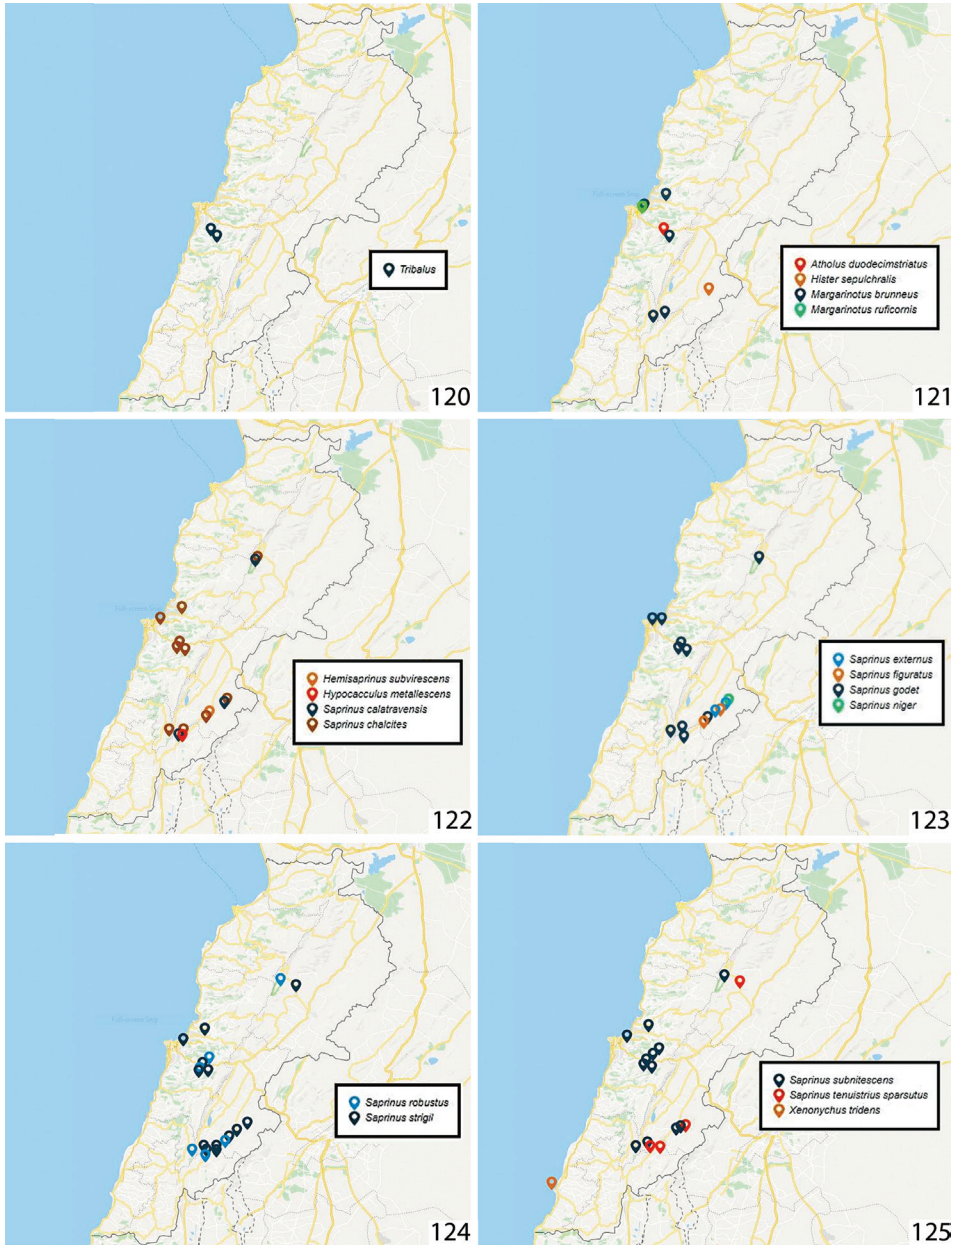 Tribalus
120
Atholus duodecimstriatus
Hister sepulchralis
Margarinotus brunneus
Margarinotus ruficornis
121
Hemisaprinus subvirescens
Hypocacculus metallescens
Saprinus calatravensis
Saprinus chalcites
122
Saprinus externus
Saprinus figuratus
Saprinus godet
Saprinus niger
123
Saprinus robustus
Saprinus strigil
124
Saprinus subnitescens
Saprinus tenuistrius sparsutus
Xenonychus tridens
125